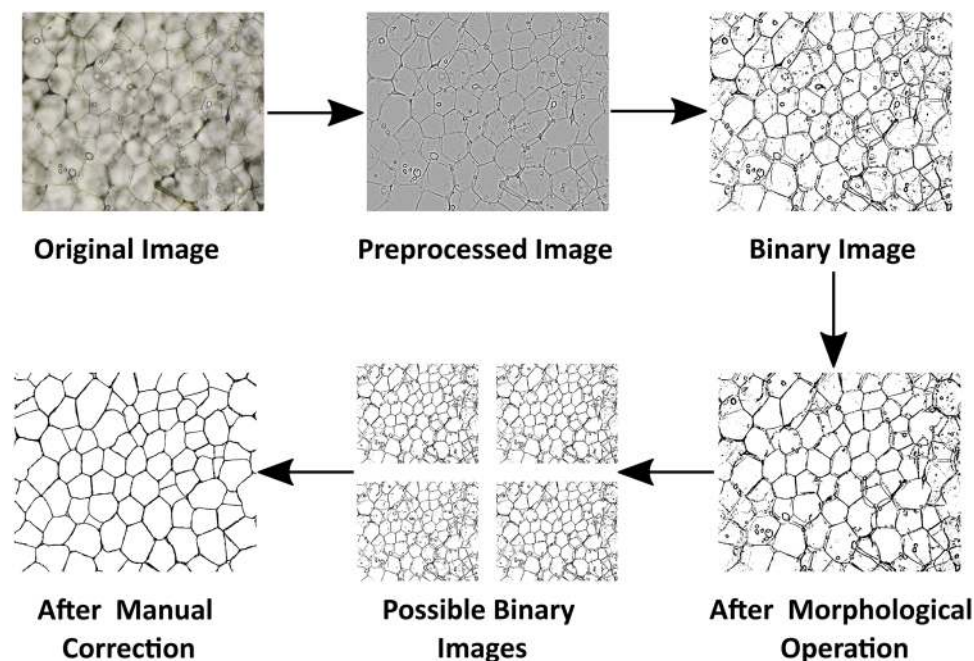 Original Image
Preprocessed Image
Binary Image
After Manual
Correction
Possible Binary
Images
After Morphological
Operation